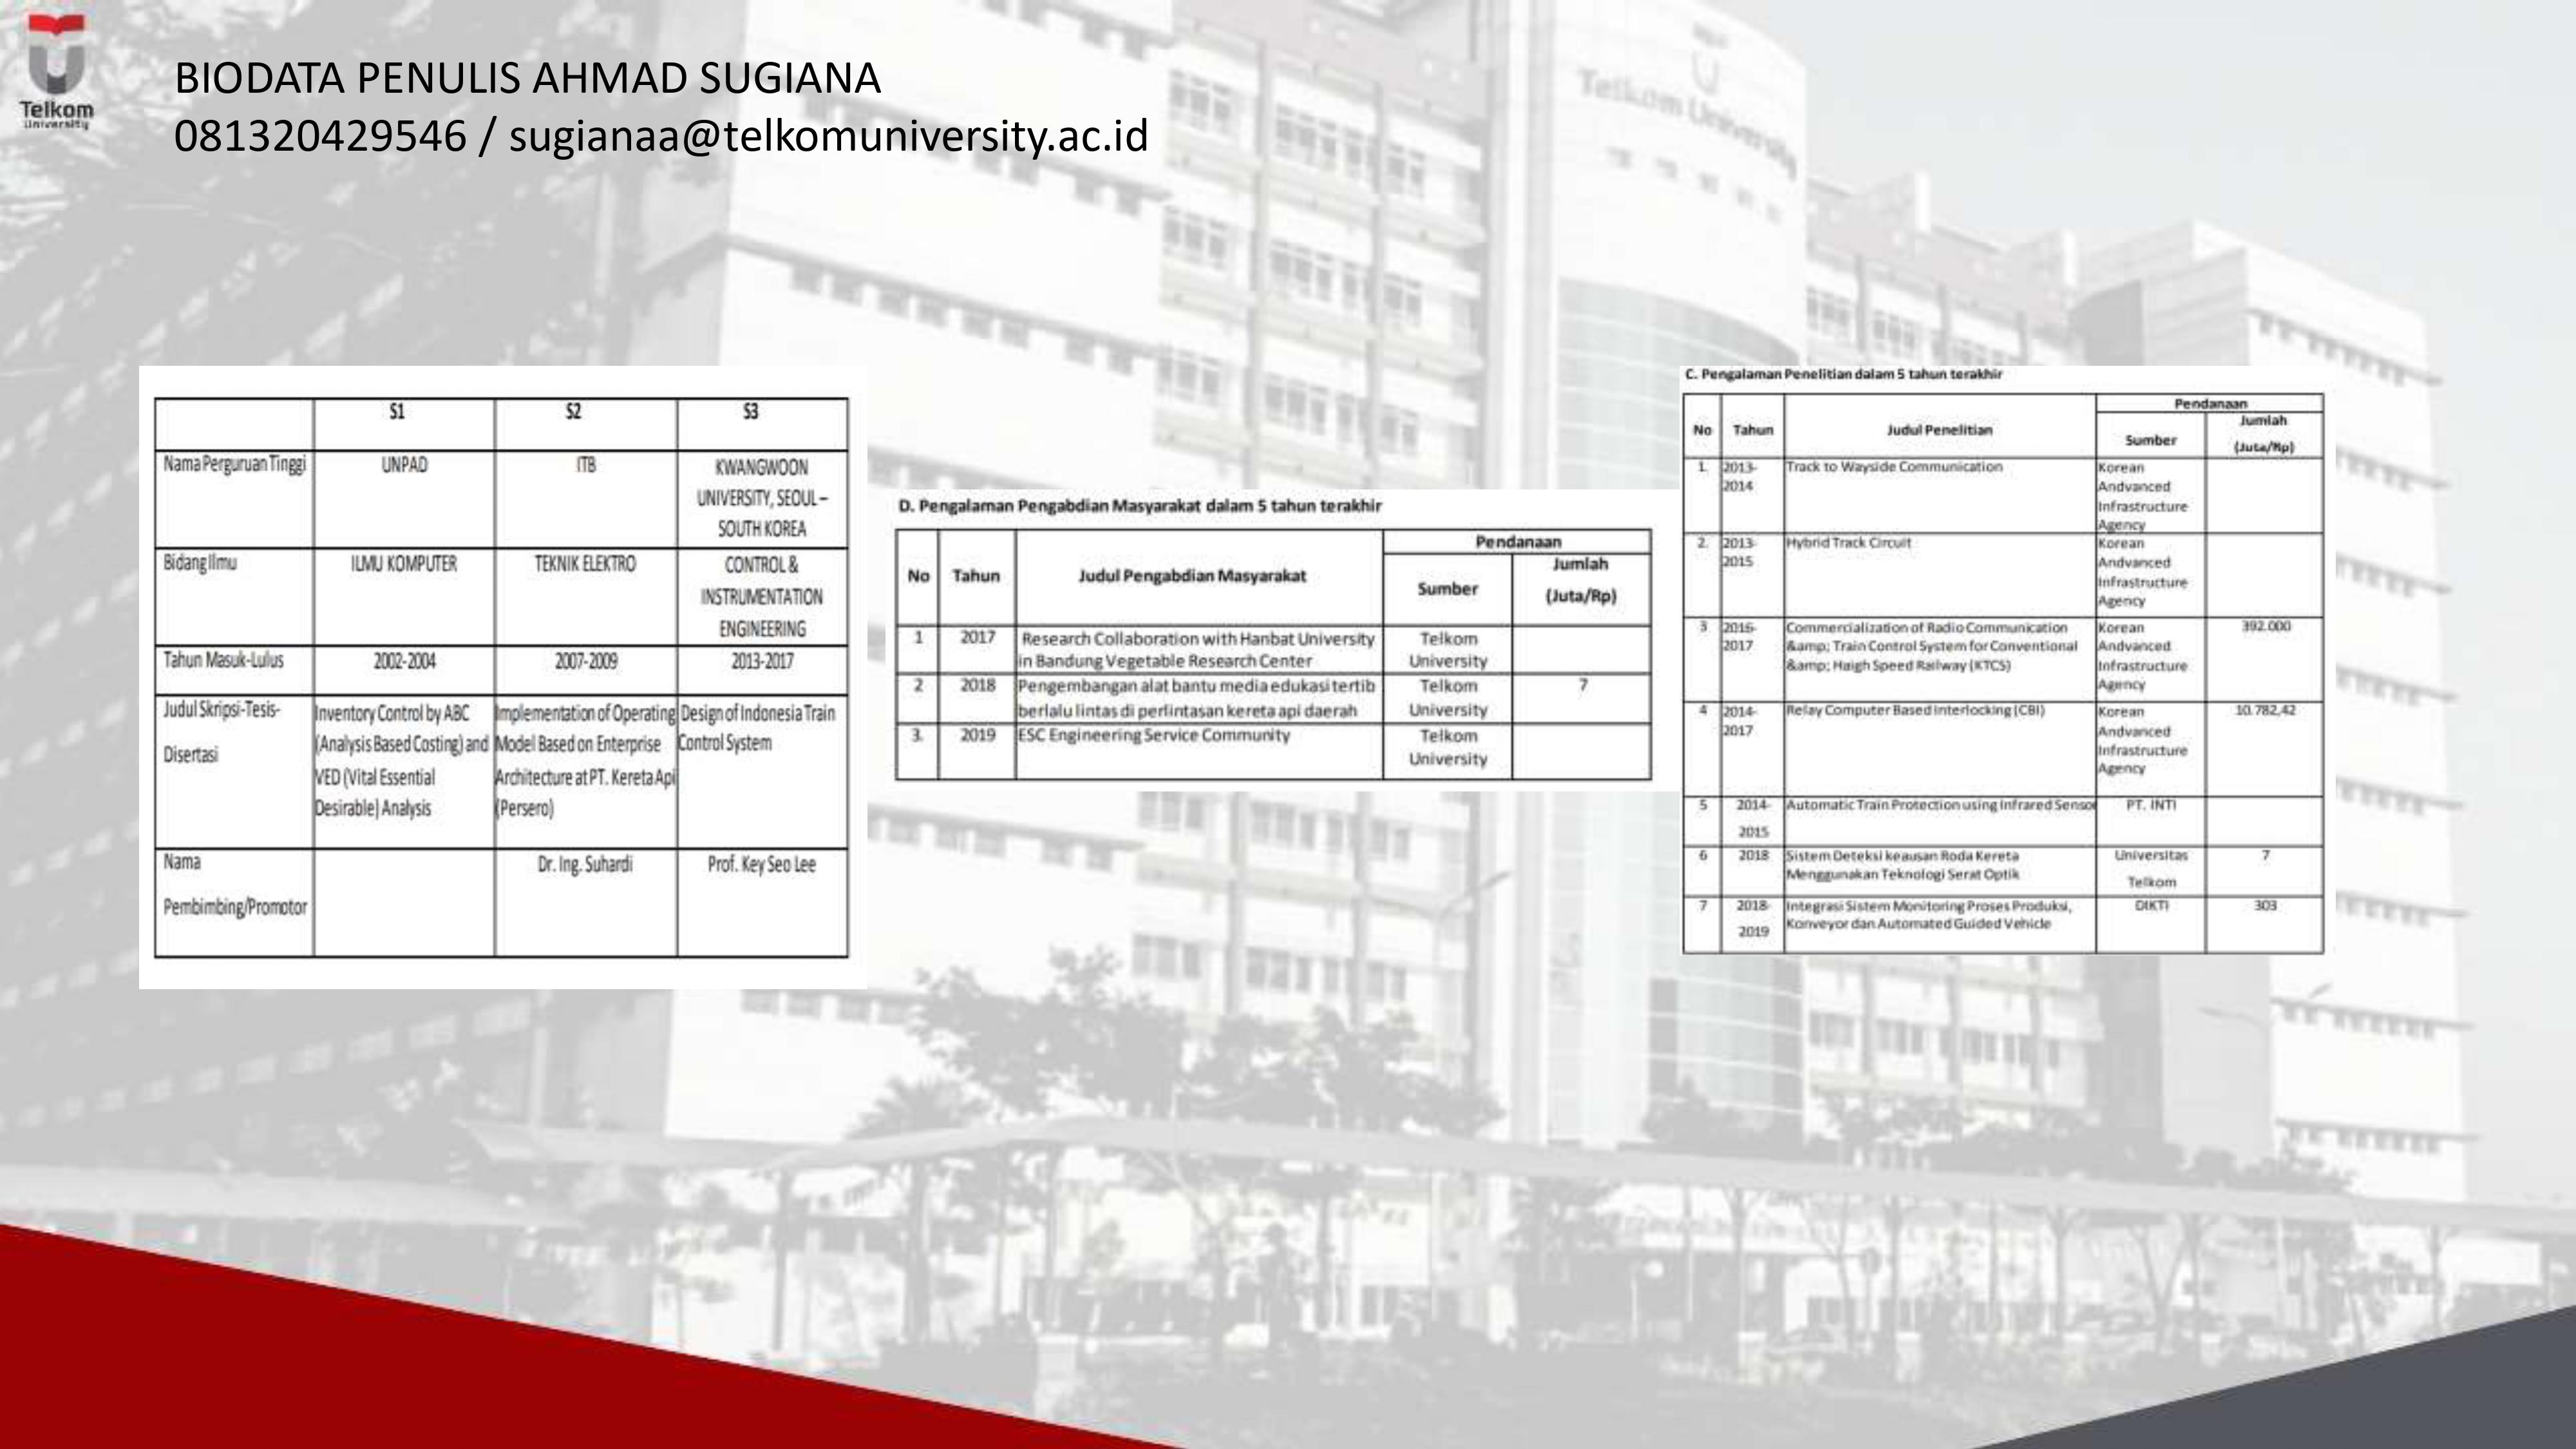 Telkom
University
BIODATA PENULIS AHMAD SUGIANA
081320429546 / sugianaa@telkomuniversity.ac.id
Telkom University
S1 S2 S3
Nama Perguruan Tinggi UNPAD ITB KWANGWOON
UNIVERSITY, SEOUL –
SOUTH KOREA
Bidang Ilmu ILMU KOMPUTER TEKNIK ELEKTRO CONTROL &
INSTRUMENTATION
ENGINEERING
Tahun Masuk-Lulus 2002-2004 2007-2009 2013-2017
Judul Skripsi-Tesis- Inventory Control by ABC Implementation of Operating Design of Indonesia Train
(Analysis Based Costing) and Model Based on Enterprise Control System
Disertasi VED (Vital Essential Architecture at PT. Kereta Api
Desirable) Analysis (Persero)
Nama Dr. Ing. Suhardi Prof. Key Seo Lee
Pembimbing/Promotor
D. Pengalaman Pengabdian Masyarakat dalam 5 tahun terakhir
Pendanaan
No Tahun Judul Pengabdian Masyarakat Sumber Jumlah
(Juta/Rp)
1 2017 Research Collaboration with Hanbat University Telkom
in Bandung Vegetable Research Center University
2 2018 Pengembangan alat bantu media edukasi tertib Telkom 7
berlalu lintas di perlintasan kereta api daerah University
3. 2019 ESC Engineering Service Community Telkom
University
C. Pengalaman Penelitian dalam 5 tahun terakhir
Pendanaan
No Tahun Judul Penelitian Sumber Jumlah
(Juta/Rp)
1. 2013- Track to Wayside Communication Korean
2014 Andvanced
Infrastructure
Agency
2. 2013- Hybrid Track Circuit Korean
2015 Andvanced
Infrastructure
Agency
3 2016- Commercialization of Radio Communication Korean 392.000
2017 &amp; Train Control System for Conventional Andvanced
&amp; Haigh Speed Railway (KTCS) Infrastructure
Agency
4 2014- Relay Computer Based Interlocking (CBI) Korean 10.782,42
2017 Andvanced
Infrastructure
Agency
5 2014- Automatic Train Protection using Infrared Sensor PT. INTI
2015
6 2018 Sistem Deteksi keausan Roda Kereta Universitas 7
Menggunakan Teknologi Serat Optik Telkom
7 2018- Integrasi Sistem Monitoring Proses Produksi, DIKTI 303
2019 Konveyor dan Automated Guided Vehicle